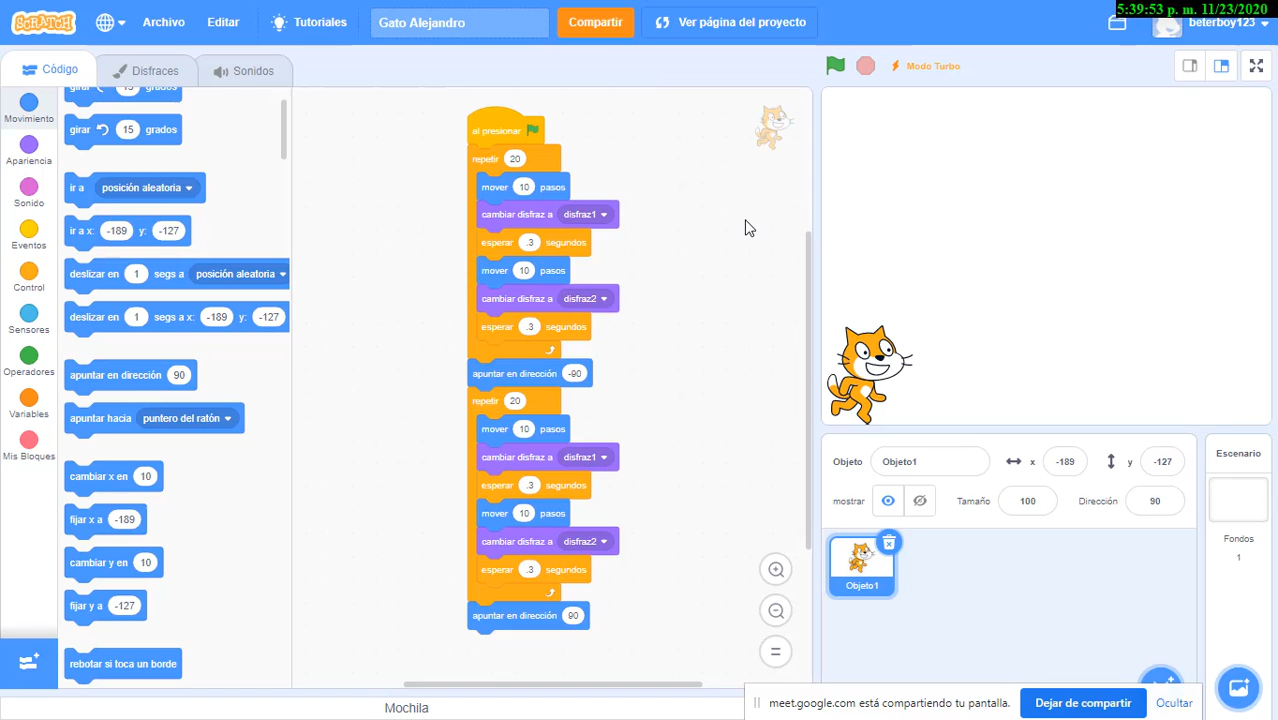 5:39:53 p. m. 11/23/2020
SCRATCH
Archivo
Editar
Tutoriales
Gato Alejandro
Compartir
Ver página del proyecto
beterboy123
Código
Disfraces
Sonidos
Modo Turbo
Movimiento
Apariencia
Sonido
Eventos
Control
Sensores
Operadores
Variables
Mis Bloques
girar 15 grados
girar 15 grados
ir a posición aleatoria
ir a x: -189 y: -127
deslizar en 1 segs a posición aleatoria
deslizar en 1 segs a x: -189 y: -127
apuntar en dirección 90
apuntar hacia puntero del ratón
cambiar x en 10
fijar x a -189
cambiar y en 10
fijar y a -127
rebotar si toca un borde
al presionar
repetir 20
mover 10 pasos
cambiar disfraz a disfraz1
esperar .3 segundos
mover 10 pasos
cambiar disfraz a disfraz2
esperar .3 segundos
apuntar en dirección -90
repetir 20
mover 10 pasos
cambiar disfraz a disfraz1
esperar .3 segundos
mover 10 pasos
cambiar disfraz a disfraz2
esperar .3 segundos
apuntar en dirección 90
Mochila
Objeto Objeto1 x -189 y -127
mostrar Tamaño 100 Dirección 90
Objeto1
Escenario
Fondos
1
meet.google.com está compartiendo tu pantalla.
Dejar de compartir
Ocultar